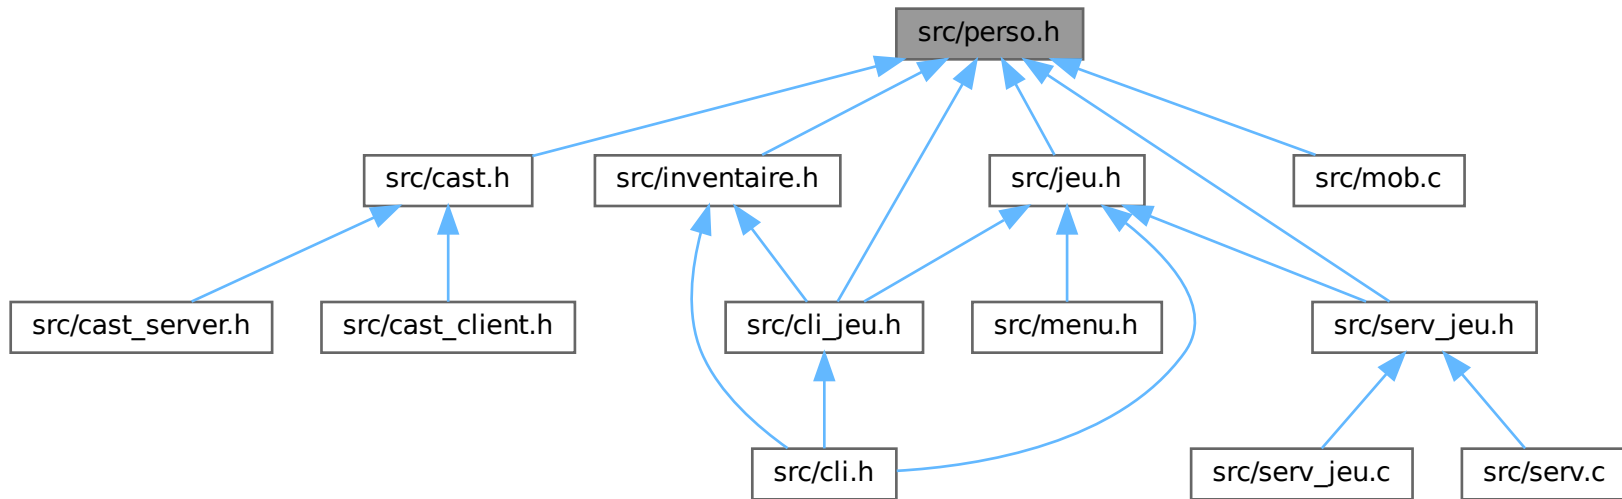 src/perso.h
src/cast.h
src/inventaire.h
src/jeu.h
src/mob.c
src/cast_server.h
src/cast_client.h
src/cli_jeu.h
src/menu.h
src/serv_jeu.h
src/cli.h
src/serv_jeu.c
src/serv.c